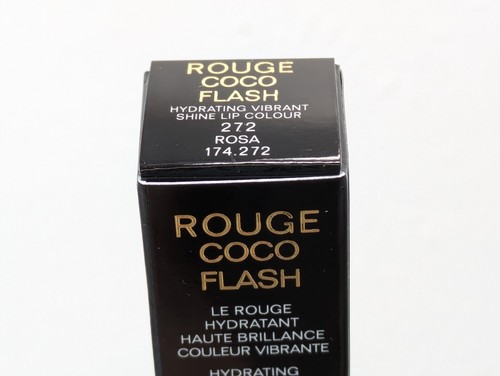 ROUGE
COCO
FLASH
HYDRATING VIBRANT
SHINE LIP COLOUR
272
ROSA
174.272
ROUGE
COCO
FLASH
LE ROUGE
HYDRATANT
HAUTE BRILLANCE
COULEUR VIBRANTE
HYDRATING